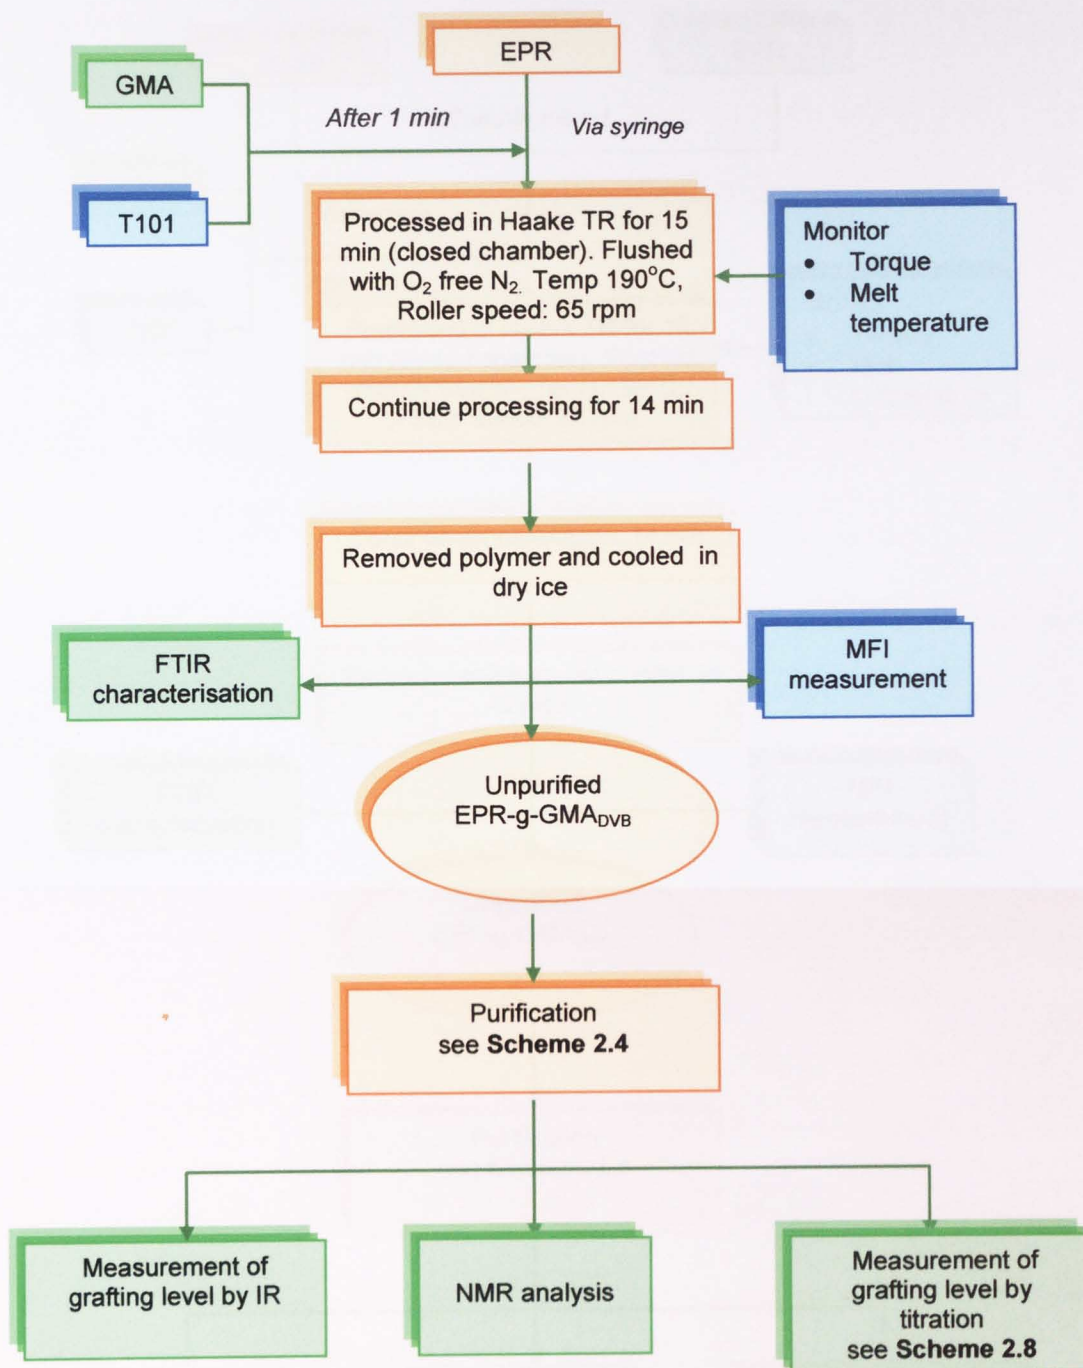 EPR
GMA
After 1 min
Via syringe
T101
Processed in Haake TR for 15
min (closed chamber). Flushed
with O₂ free N₂. Temp 190°C,
Roller speed: 65 rpm
Monitor
• Torque
• Melt
temperature
Continue processing for 14 min
Removed polymer and cooled in
dry ice
FTIR
characterisation
MFI
measurement
Unpurified
EPR-g-GMA_DVB
Purification
see Scheme 2.4
Measurement of
grafting level by IR
NMR analysis
Measurement of
grafting level by
titration
see Scheme 2.8